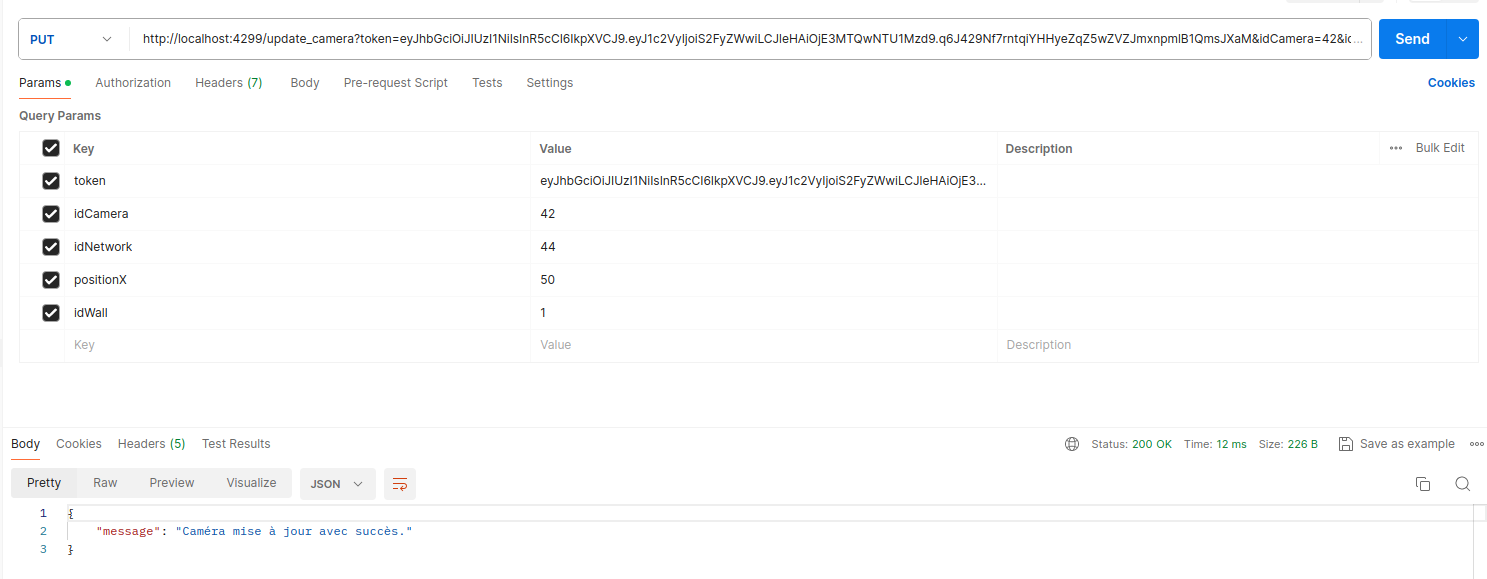 PUT http://localhost:4299/update_camera?token=eyJhbGciOiJIUzI1NiIsInR5cCI6IkpXVCJ9.eyJ1c2VyIjoiS2FyZWwiLCJleHAiOjE3MTQwNTU1Mzd9.q6J429Nf7rntqiYHHyeZqZ5wZVZJmxnpmlB1QmsJXaM&idCamera=42&ic... Send
Params Authorization Headers (7) Body Pre-request Script Tests Settings Cookies
Query Params
Key Value Description Bulk Edit
token eyJhbGciOiJIUzI1NiIsInR5cCI6IkpXVCJ9.eyJ1c2VyIjoiS2FyZWwiLCJleHAiOjE3...
idCamera 42
idNetwork 44
positionX 50
idWall 1
Key Value Description
Body Cookies Headers (5) Test Results Status: 200 OK Time: 12 ms Size: 226 B Save as example
Pretty Raw Preview Visualize JSON
1 {
2 "message": "Caméra mise à jour avec succès."
3 }